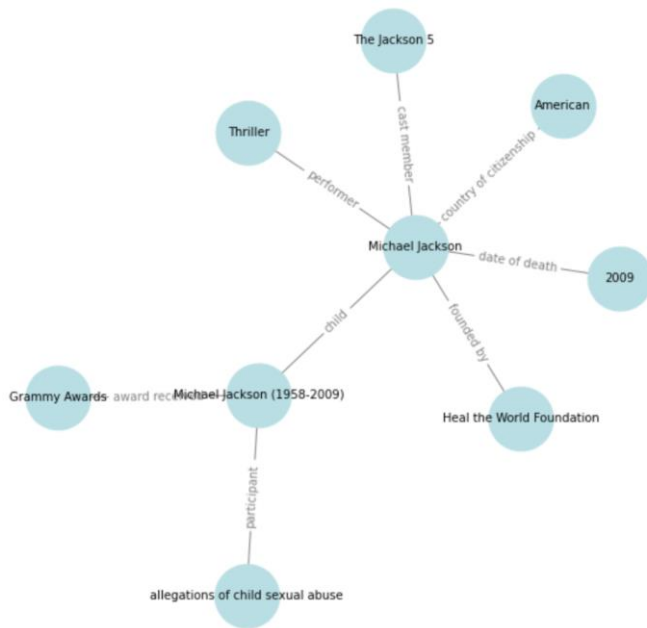 The Jackson 5
American
Thriller
cast member
country of citizenship
performer
Michael Jackson
date of death
2009
child
founded by
Grammy Awards
award received
Michael Jackson (1958-2009)
Heal the World Foundation
participant
allegations of child sexual abuse